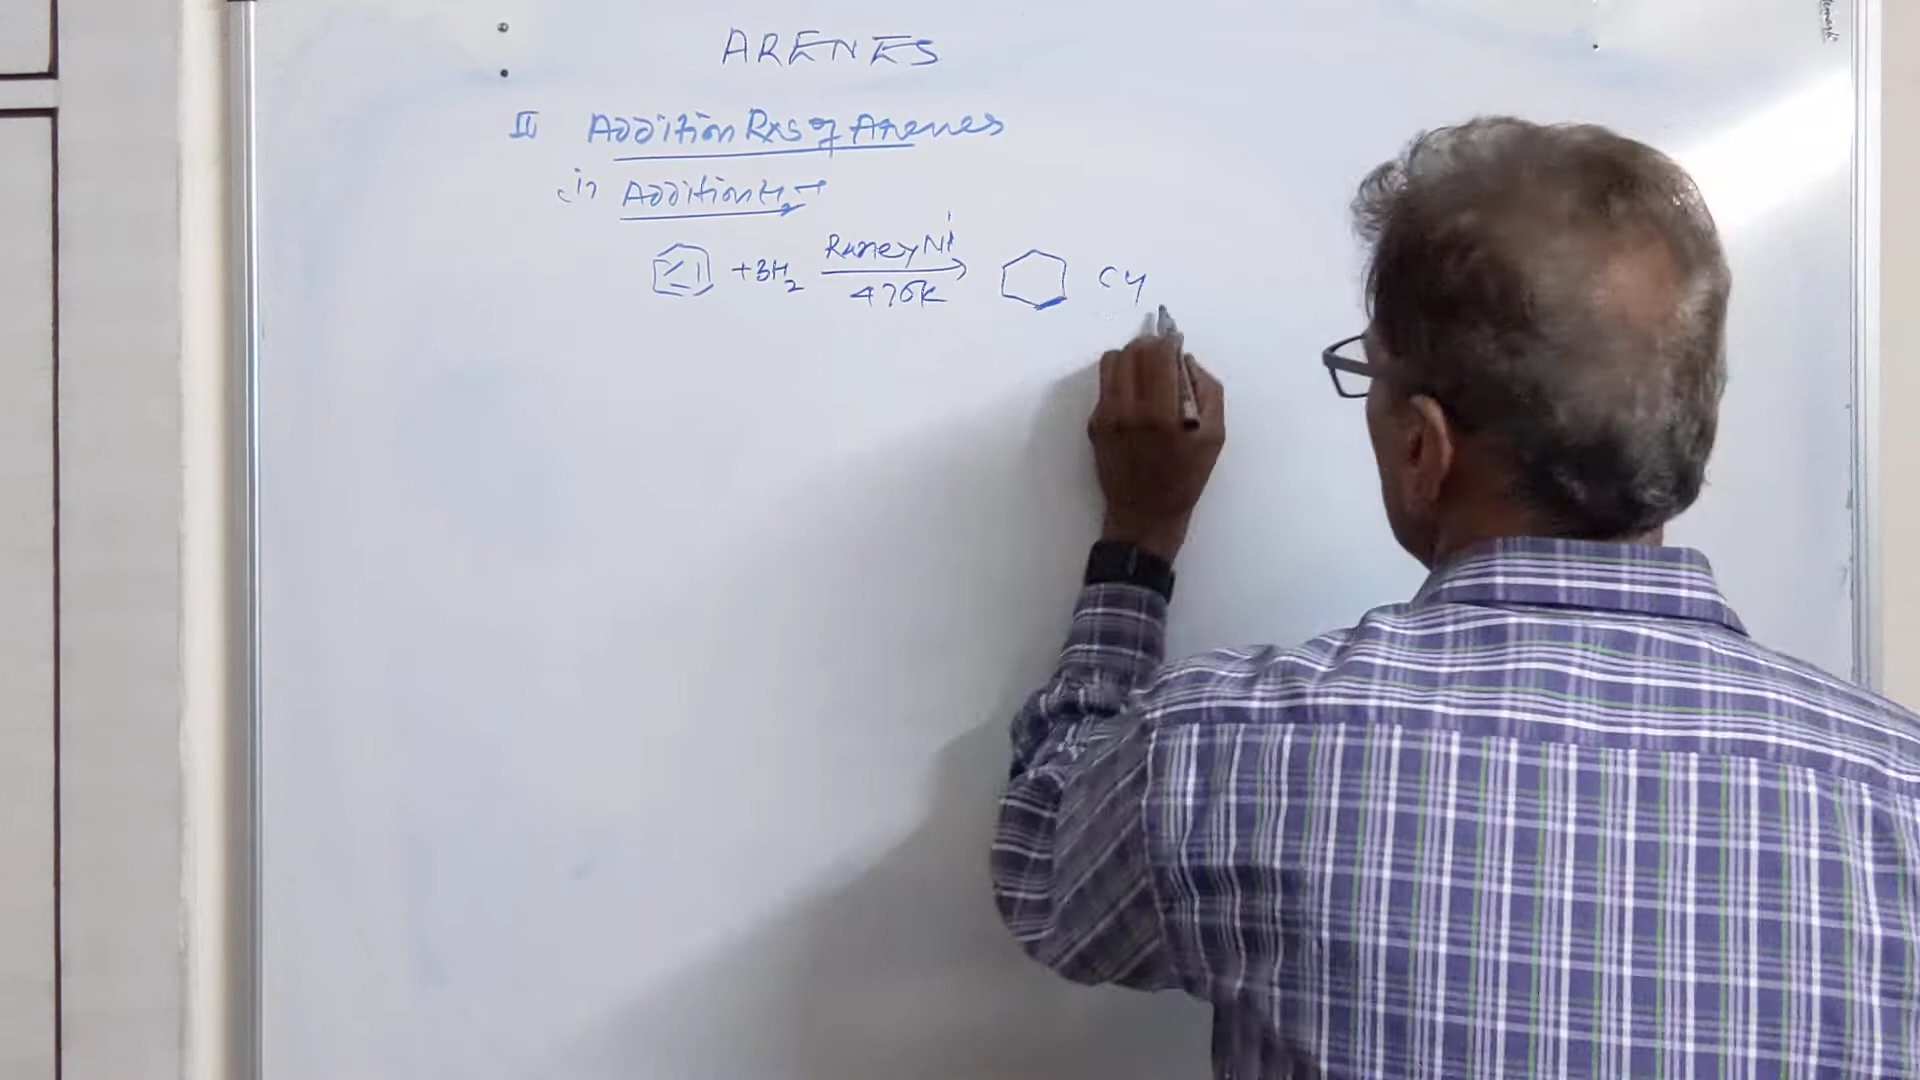 ARENES
II Addition Rxs of Arenes
(i) Addition H2 →
+3H2 Raney Ni 470K Cy